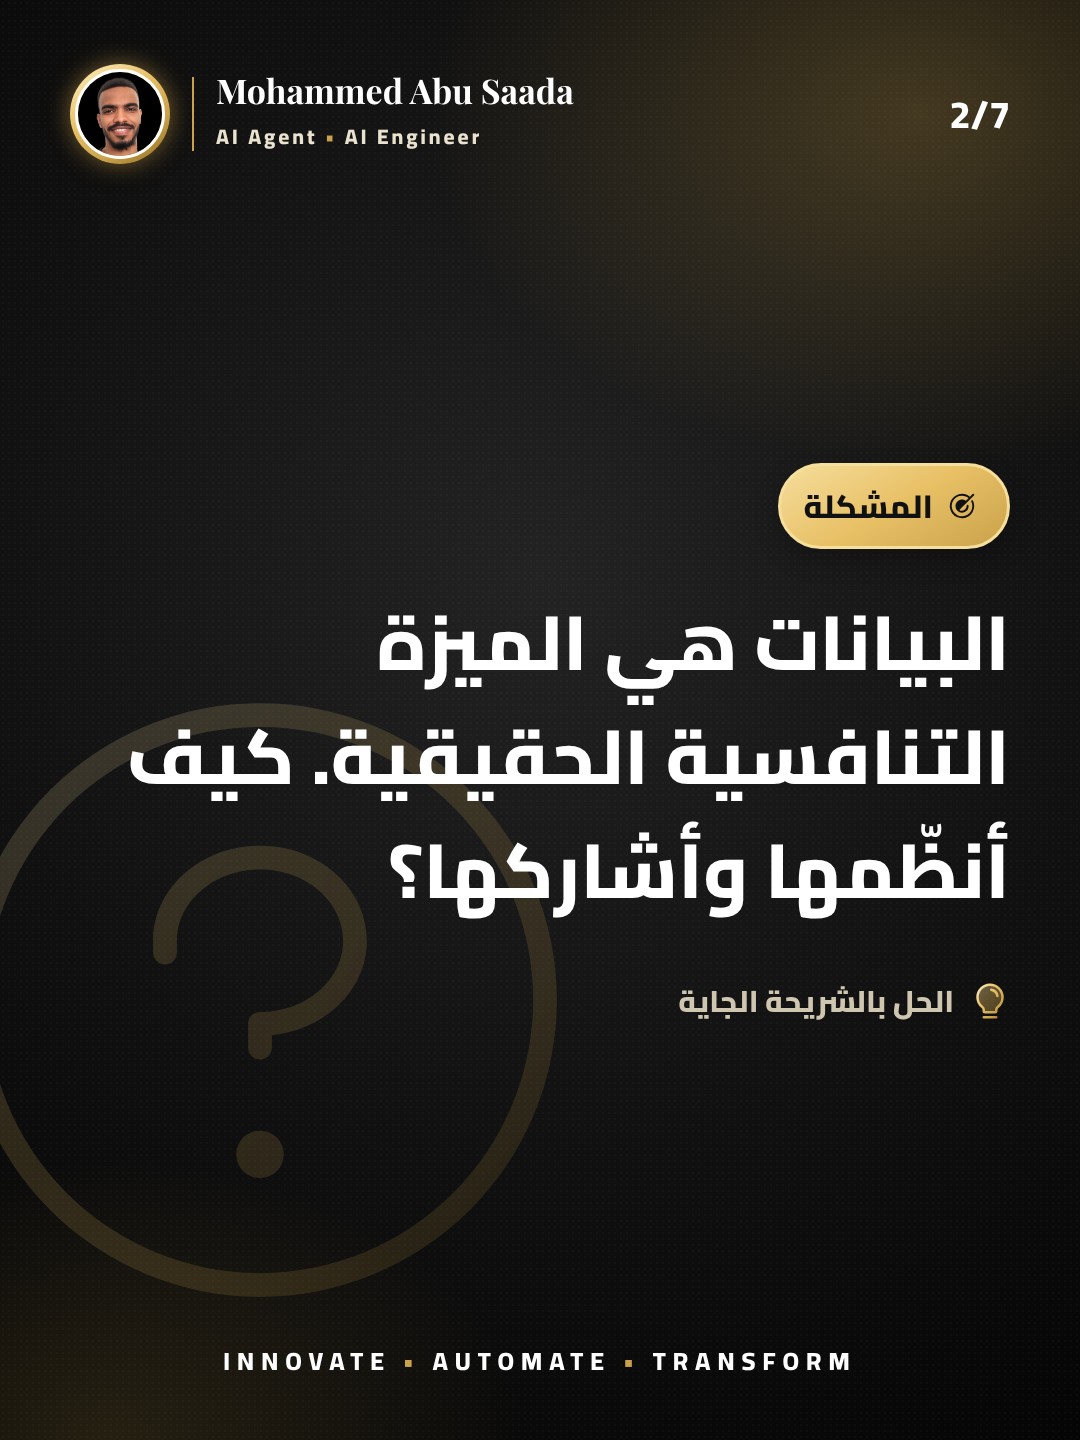 Mohammed Abu Saada
AI Agent ▪ AI Engineer
2/7
المشكلة
البيانات هي الميزة
التنافسية الحقيقية. كيف
أنظّمها وأشاركها؟
الحل بالشريحة الجاية
INNOVATE ▪ AUTOMATE ▪ TRANSFORM